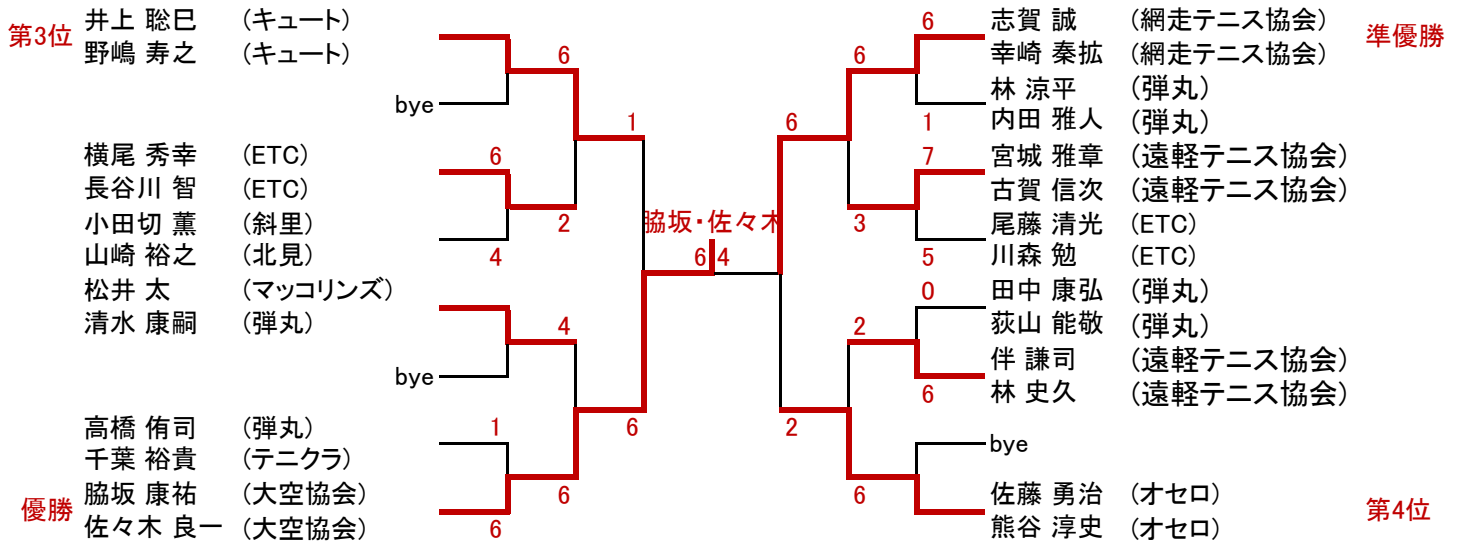 第3位 井上 聡巳 (キュート)
野嶋 寿之 (キュート)
6
bye
1
横尾 秀幸 (ETC)
6
長谷川 智 (ETC)
小田切 薫 (斜里)
2
山崎 裕之 (北見)
4
松井 太 (マッコリンズ)
清水 康嗣 (弾丸)
4
bye
高橋 侑司 (弾丸)
1
6
千葉 裕貴 (テニクラ)
優勝 脇坂 康祐 (大空協会)
6
佐々木 良一 (大空協会)
6
脇坂・佐々木
6 4
6 志賀 誠 (網走テニス協会)
準優勝
6 幸崎 秦拡 (網走テニス協会)
林 涼平 (弾丸)
6
1 内田 雅人 (弾丸)
7 宮城 雅章 (遠軽テニス協会)
古賀 信次 (遠軽テニス協会)
3 尾藤 清光 (ETC)
5 川森 勉 (ETC)
0 田中 康弘 (弾丸)
2 荻山 能敬 (弾丸)
伴 謙司 (遠軽テニス協会)
6 林 史久 (遠軽テニス協会)
2
bye
6 佐藤 勇治 (オセロ)
熊谷 淳史 (オセロ)
第4位